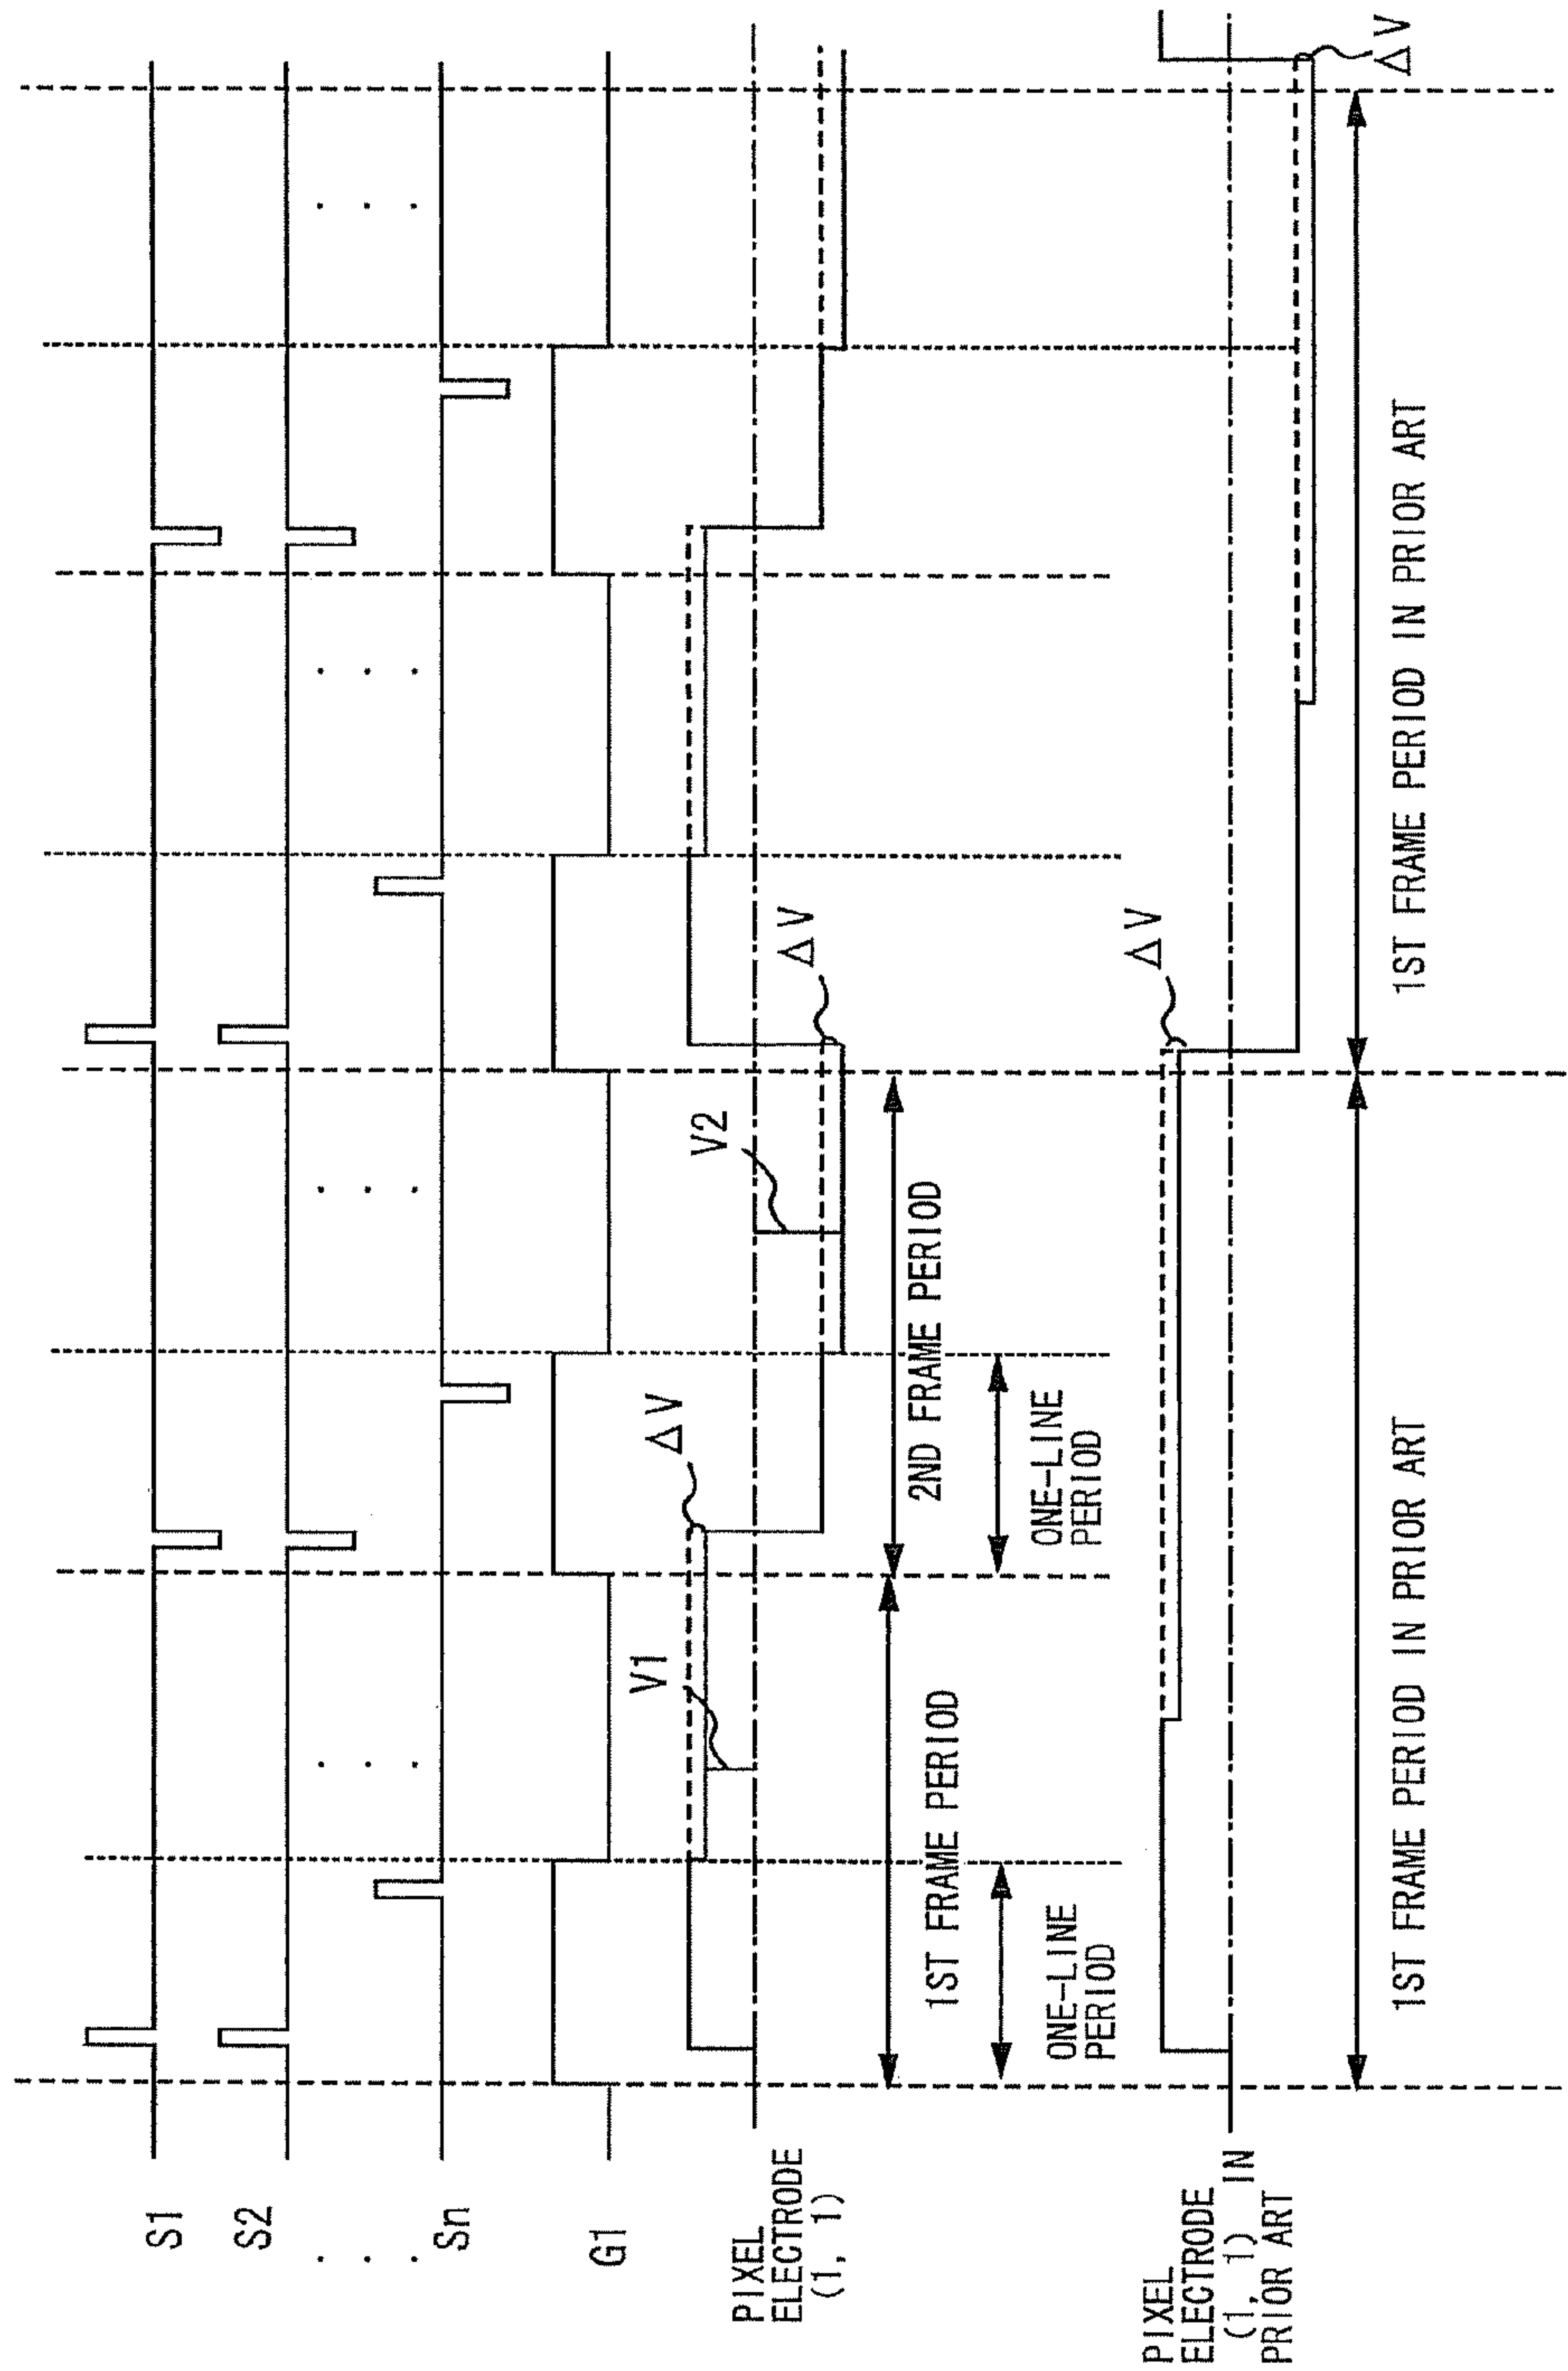 S1
S2
. . .
Sn
G1
PIXEL
ELECTRODE
(1, 1)
PIXEL
ELECTRODE
(1, 1) IN
PRIOR ART
. . .
. . .
. . .
. . .
V1
ΔV
V2
ΔV
1ST FRAME PERIOD
2ND FRAME PERIOD
ONE-LINE
PERIOD
ONE-LINE
PERIOD
ΔV
ΔV
1ST FRAME PERIOD IN PRIOR ART
1ST FRAME PERIOD IN PRIOR ART